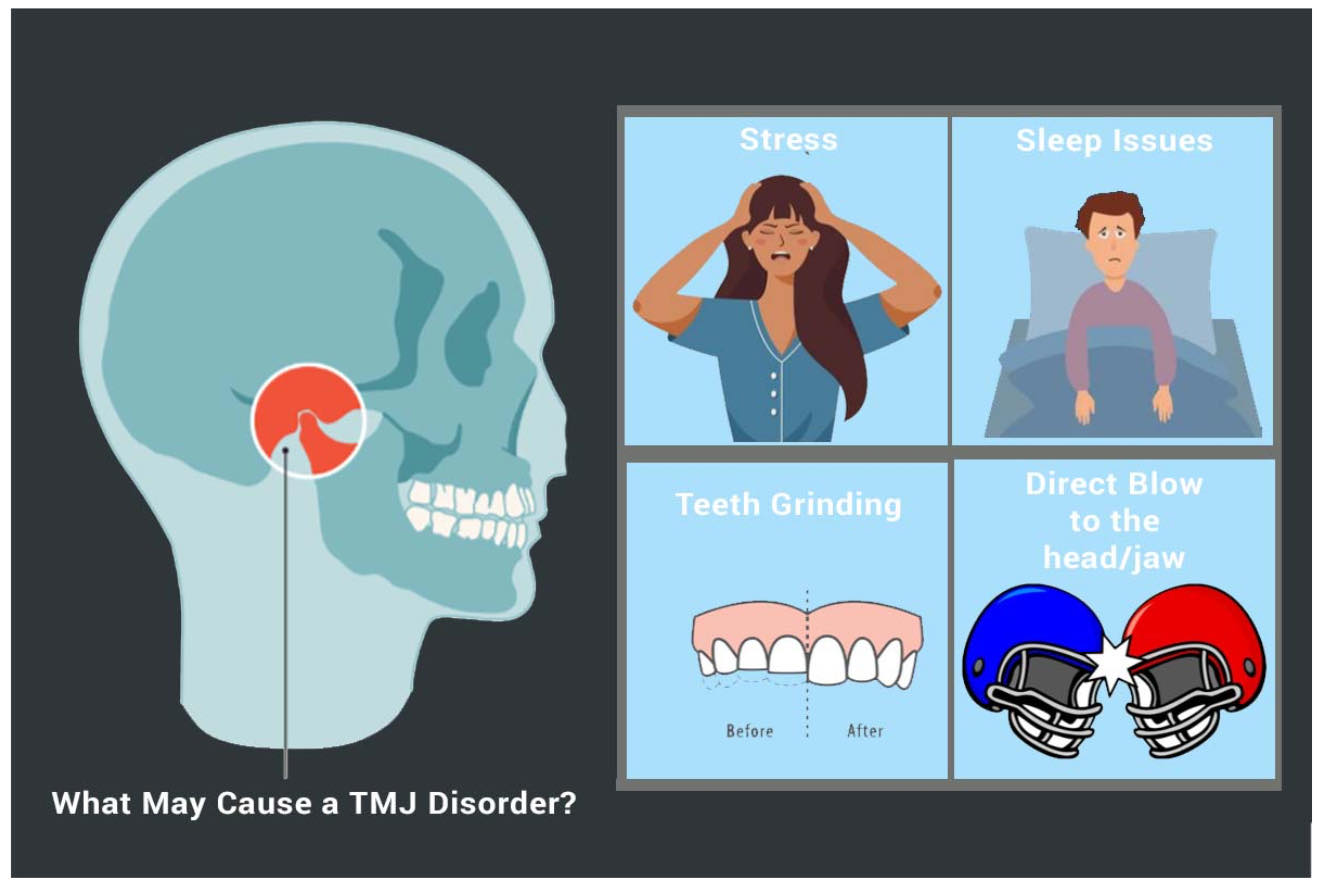 Stress
Sleep Issues
Teeth Grinding
Before
After
Direct Blow
to the
head/jaw
What May Cause a TMJ Disorder?